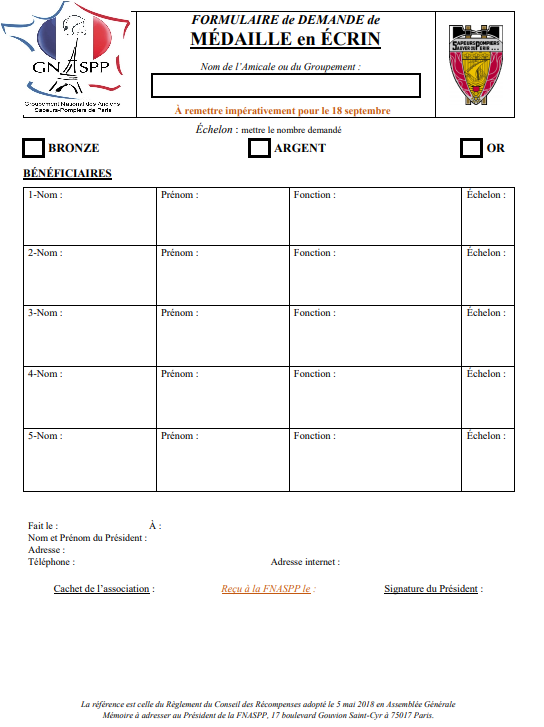 FORMULAIRE de DEMANDE de
MÉDAILLE en ÉCRIN
GNASPP
Groupement National des Anciens
Sapeurs-Pompiers de Paris
Nom de l'Amicale ou du Groupement :
À remettre impérativement pour le 18 septembre
SAPEURS POMPIERS
SAUVER OU PERIR
Échelon : mettre le nombre demandé
BRONZE ARGENT OR
BÉNÉFICIAIRES
1-Nom : Prénom : Fonction : Échelon :
2-Nom : Prénom : Fonction : Échelon :
3-Nom : Prénom : Fonction : Échelon :
4-Nom : Prénom : Fonction : Échelon :
5-Nom : Prénom : Fonction : Échelon :
Fait le : À :
Nom et Prénom du Président :
Adresse :
Téléphone : Adresse internet :
Cachet de l'association : Reçu à la FNASPP le : Signature du Président :
La référence est celle du Règlement du Conseil des Récompenses adopté le 5 mai 2018 en Assemblée Générale
Mémoire à adresser au Président de la FNASPP, 17 boulevard Gouvion Saint-Cyr à 75017 Paris.